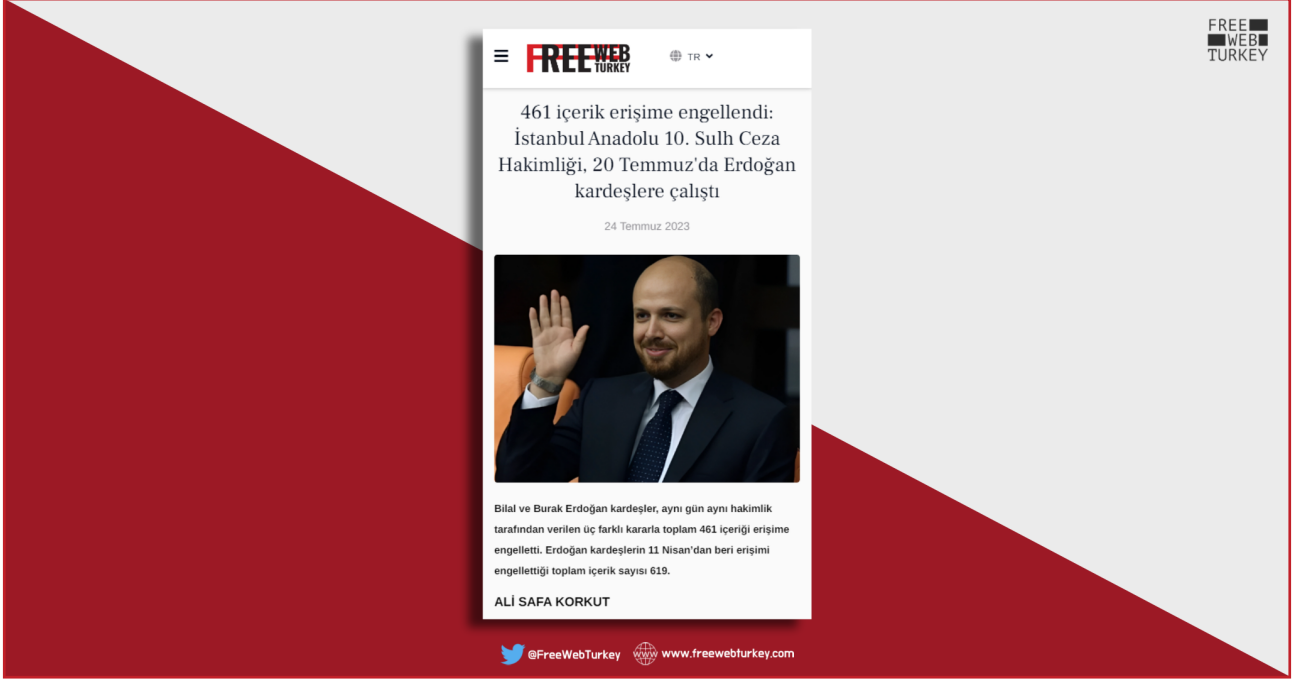 FREE
WEB
TURKEY
FREE WEB
TURKEY
TR
461 içerik erişime engellendi:
İstanbul Anadolu 10. Sulh Ceza
Hakimliği, 20 Temmuz'da Erdoğan
kardeşlere çalıştı
24 Temmuz 2023
Bilal ve Burak Erdoğan kardeşler, aynı gün aynı hakimlik
tarafından verilen üç farklı kararla toplam 461 içeriği erişime
engelletti. Erdoğan kardeşlerin 11 Nisan'dan beri erişimi
engellettiği toplam içerik sayısı 619.
ALİ SAFA KORKUT
@FreeWebTurkey www www.freewebturkey.com